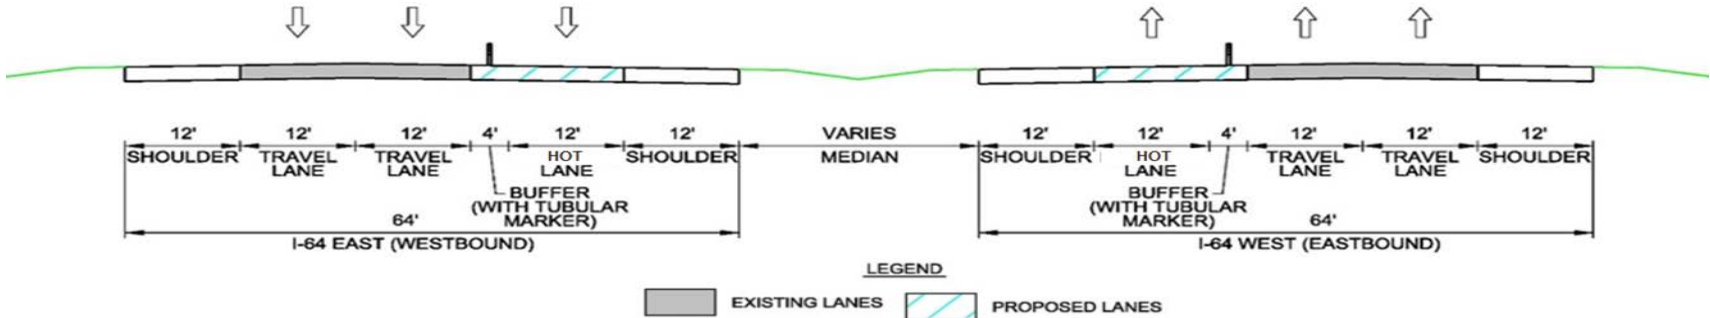 12' 12' 12' 4' 12' 12' VARIES 12' 12' 4' 12' 12' 12'
SHOULDER TRAVEL LANE TRAVEL LANE HOT LANE SHOULDER MEDIAN SHOULDER HOT LANE TRAVEL LANE TRAVEL LANE SHOULDER
BUFFER BUFFER
(WITH TUBULAR (WITH TUBULAR
MARKER) MARKER)
64' 64'
I-64 EAST (WESTBOUND) I-64 WEST (EASTBOUND)
LEGEND
EXISTING LANES PROPOSED LANES